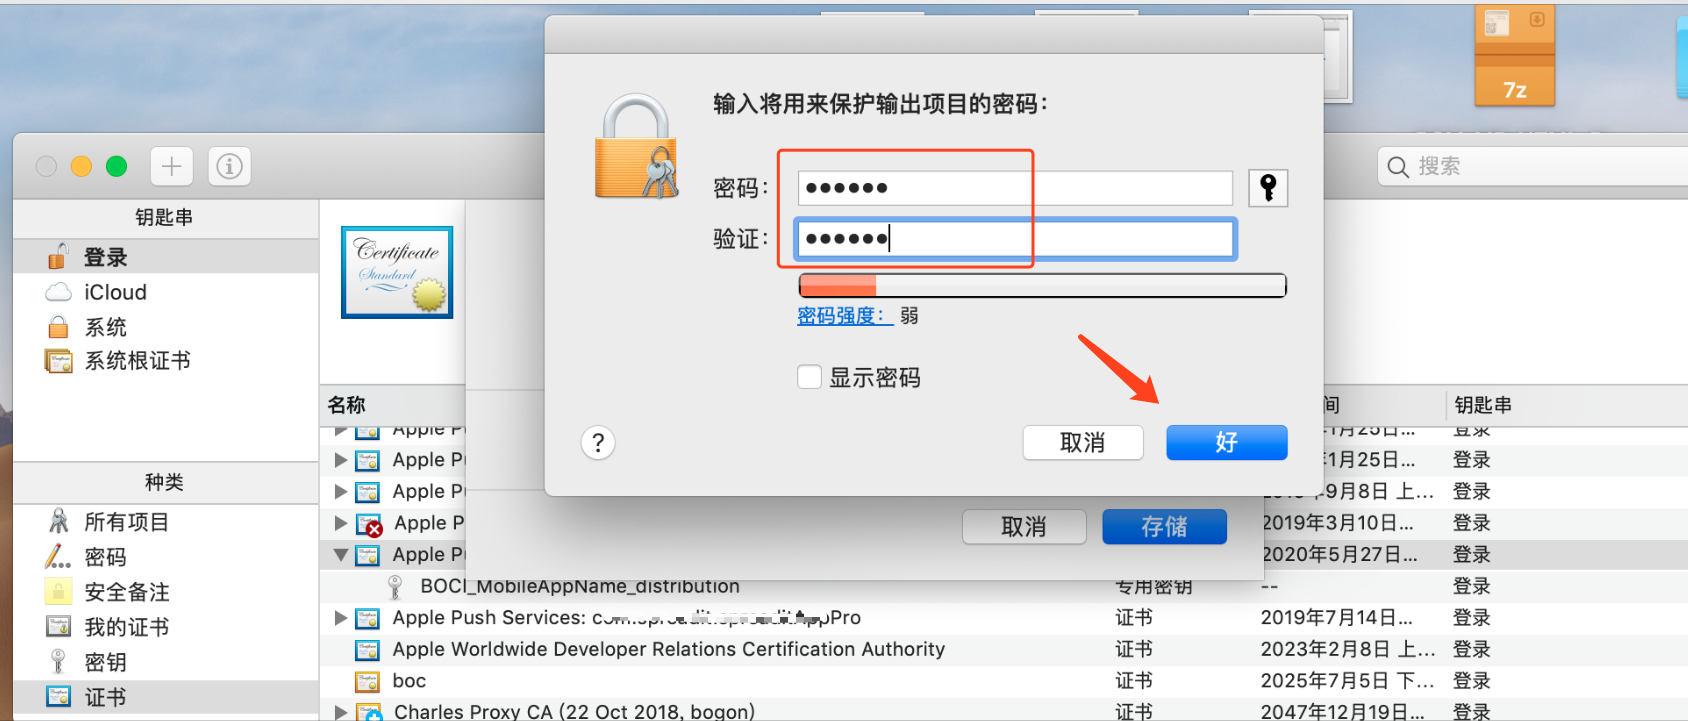 7z
输入将用来保护输出项目的密码：
密码：
验证：
密码强度： 弱
显示密码
?
取消
好
搜索
钥匙串
登录
iCloud
系统
系统根证书
Certificate
Standard
种类
所有项目
密码
安全备注
我的证书
密钥
证书
取消
存储
名称
间
钥匙串
Apple P
月25日... 登录
Apple P
1月25日... 登录
Apple P
年9月8日 上... 登录
Apple P
2019年3月10日... 登录
Apple P
2020年5月27日... 登录
BOCI_MobileAppName_distribution 专用密钥 -- 登录
Apple Push Services: 证书 2019年7月14日... 登录
Apple Worldwide Developer Relations Certification Authority 证书 2023年2月8日 上... 登录
boc 证书 2025年7月5日 下... 登录
Charles Proxy CA (22 Oct 2018, bogon) 证书 2047年12月19日... 登录